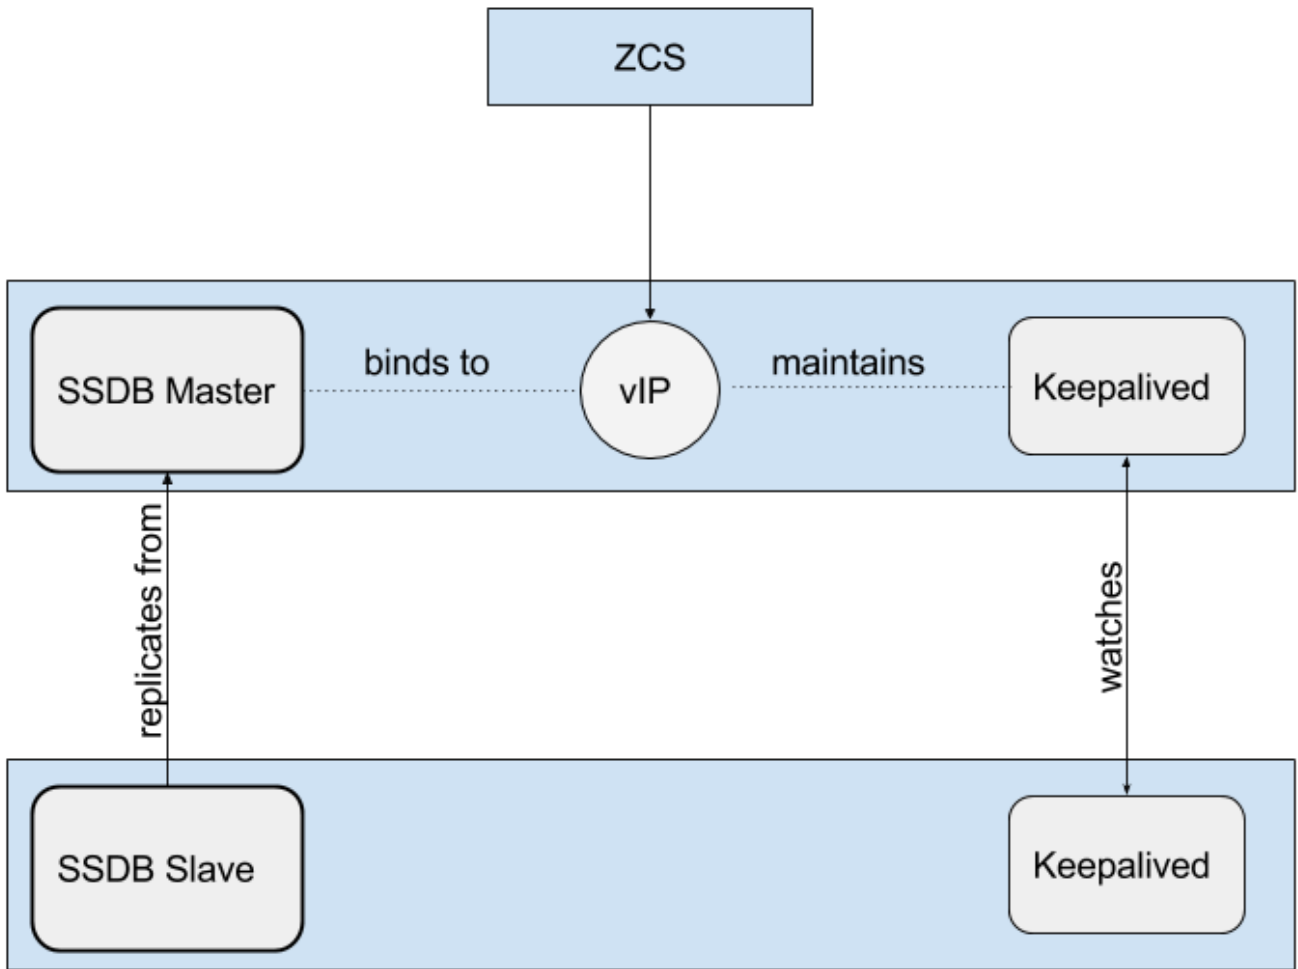 ZCS
binds to
maintains
SSDB Master
vIP
Keepalived
replicates from
watches
SSDB Slave
Keepalived